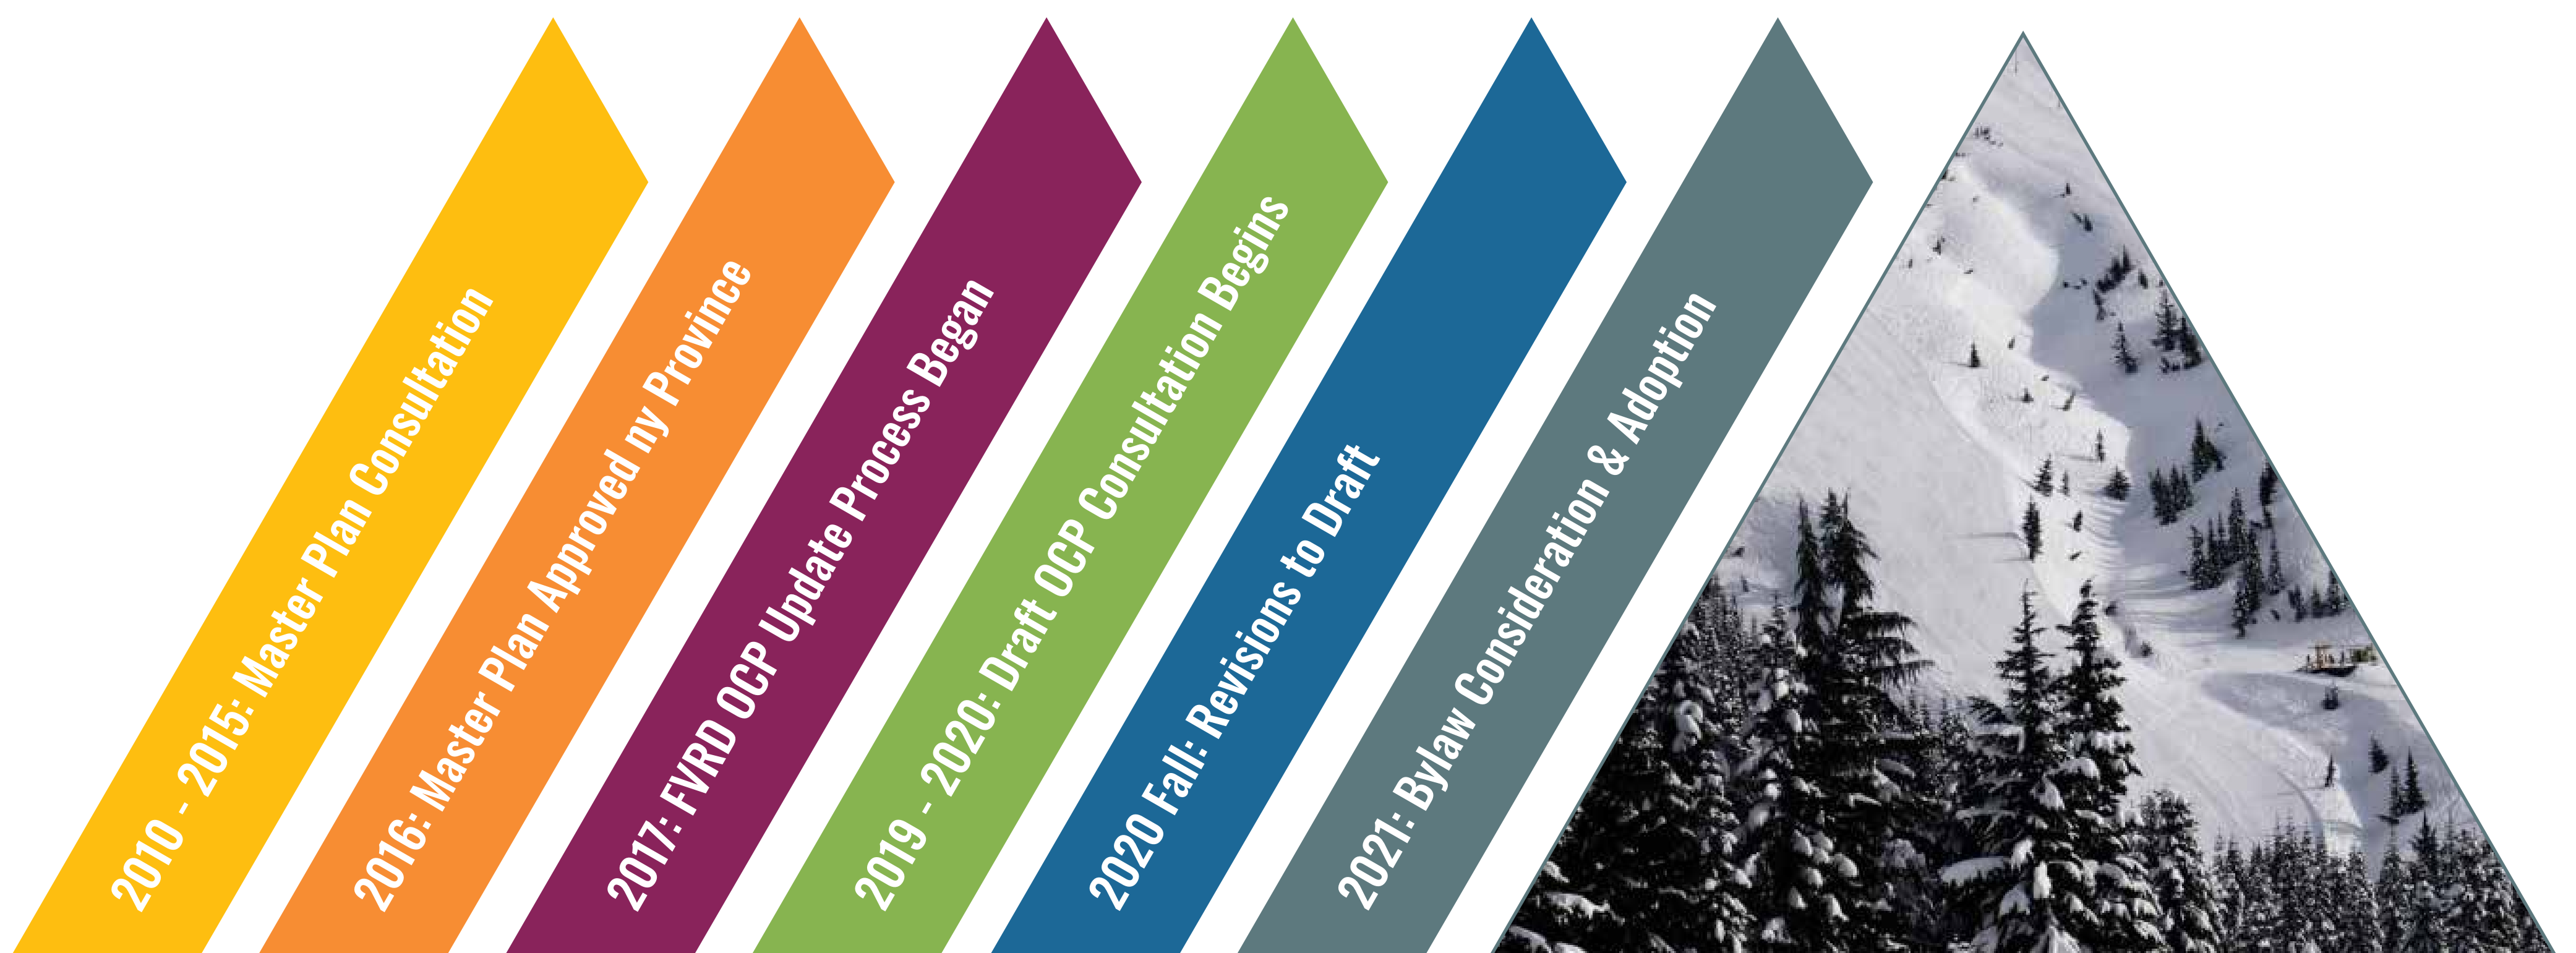 2010 - 2015: Master Plan Consultation
2016: Master Plan Approved ny Province
2017: FVRD OCP Update Process Began
2019 - 2020: Draft OCP Consultation Begins
2020 Fall: Revisions to Draft
2021: Bylaw Consideration & Adoption